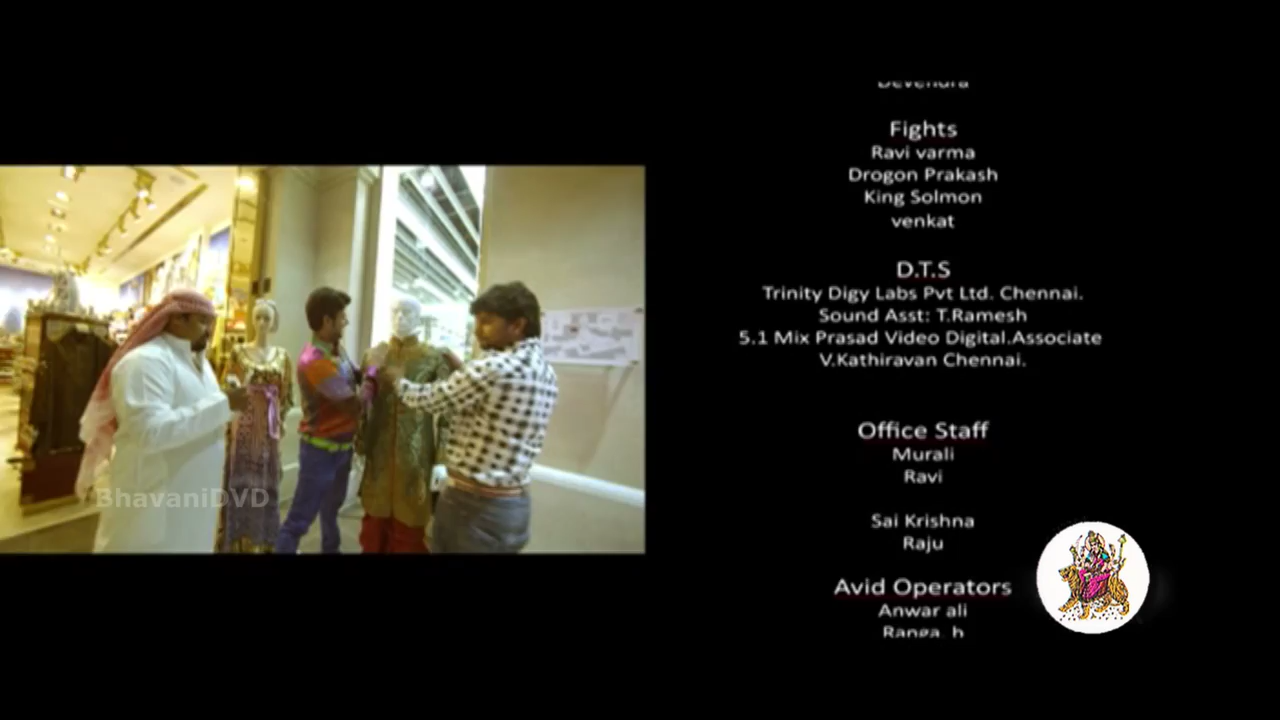 Devendra
Fights
Ravi varma
Drogon Prakash
King Solmon
venkat
D.T.S
Trinity Digy Labs Pvt Ltd. Chennai.
Sound Asst: T.Ramesh
5.1 Mix Prasad Video Digital.Associate
V.Kathiravan Chennai.
Office Staff
Murali
Ravi
Sai Krishna
Raju
Avid Operators
Anwar ali
Ranga. h
BhavaniDVD